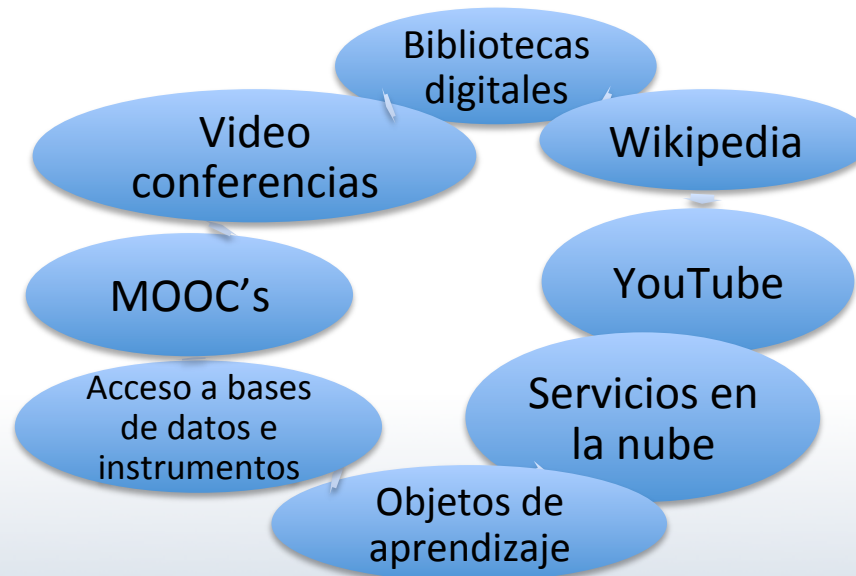 Bibliotecas
digitales
Wikipedia
YouTube
Servicios en
la nube
Objetos de
aprendizaje
Acceso a bases
de datos e
instrumentos
MOOC’s
Video
conferencias